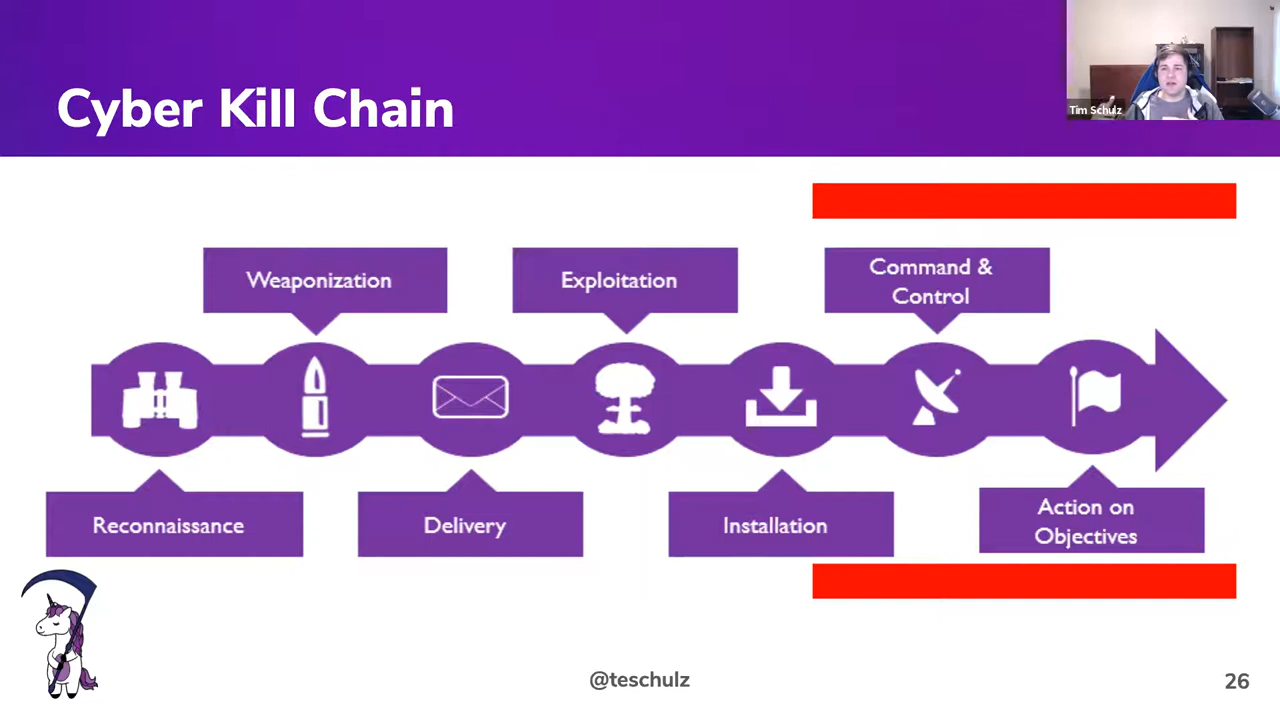 Cyber Kill Chain
Tim Schulz
Weaponization
Exploitation
Command &
Control
Reconnaissance
Delivery
Installation
Action on
Objectives
@teschulz
26